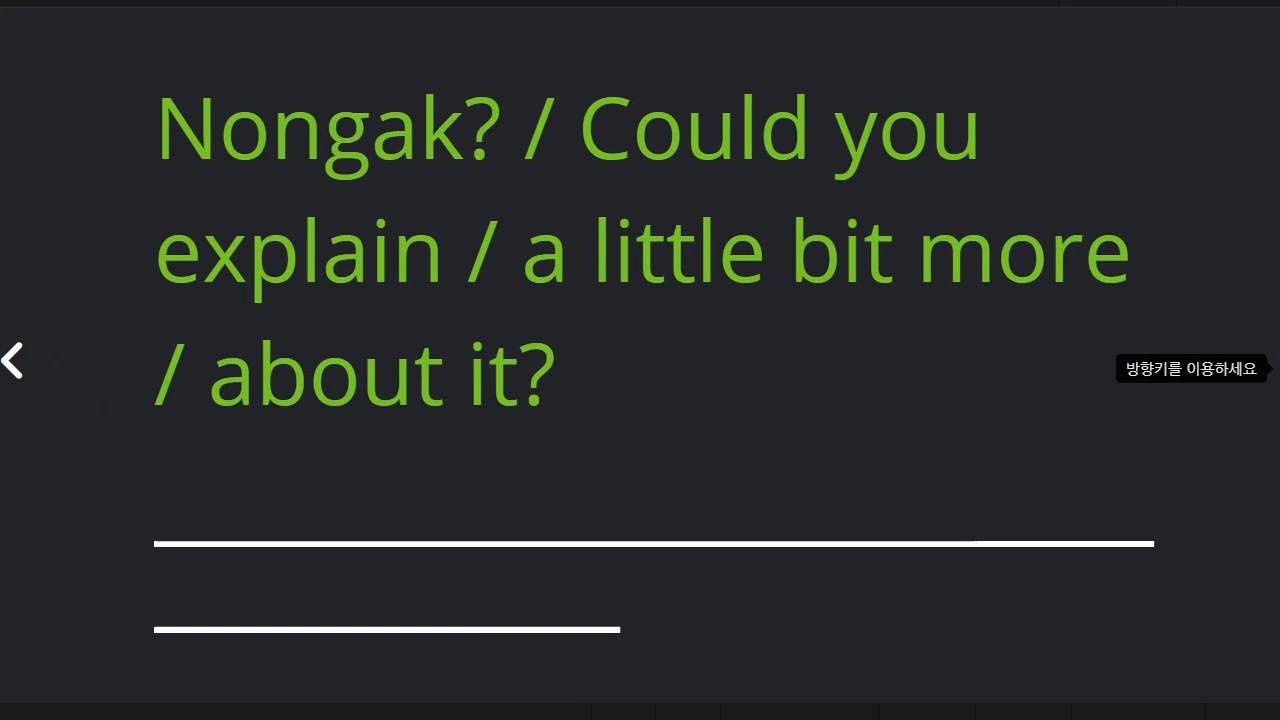 Nongak? / Could you
explain / a little bit more
/ about it?
방향키를 이용하세요